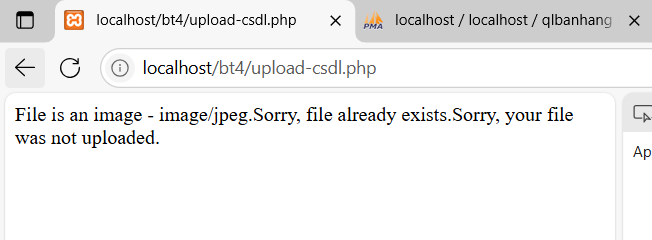 localhost/bt4/upload-csdl.php
localhost / localhost / qlbanhang
localhost/bt4/upload-csdl.php
File is an image - image/jpeg.Sorry, file already exists.Sorry, your file
was not uploaded.
Ap